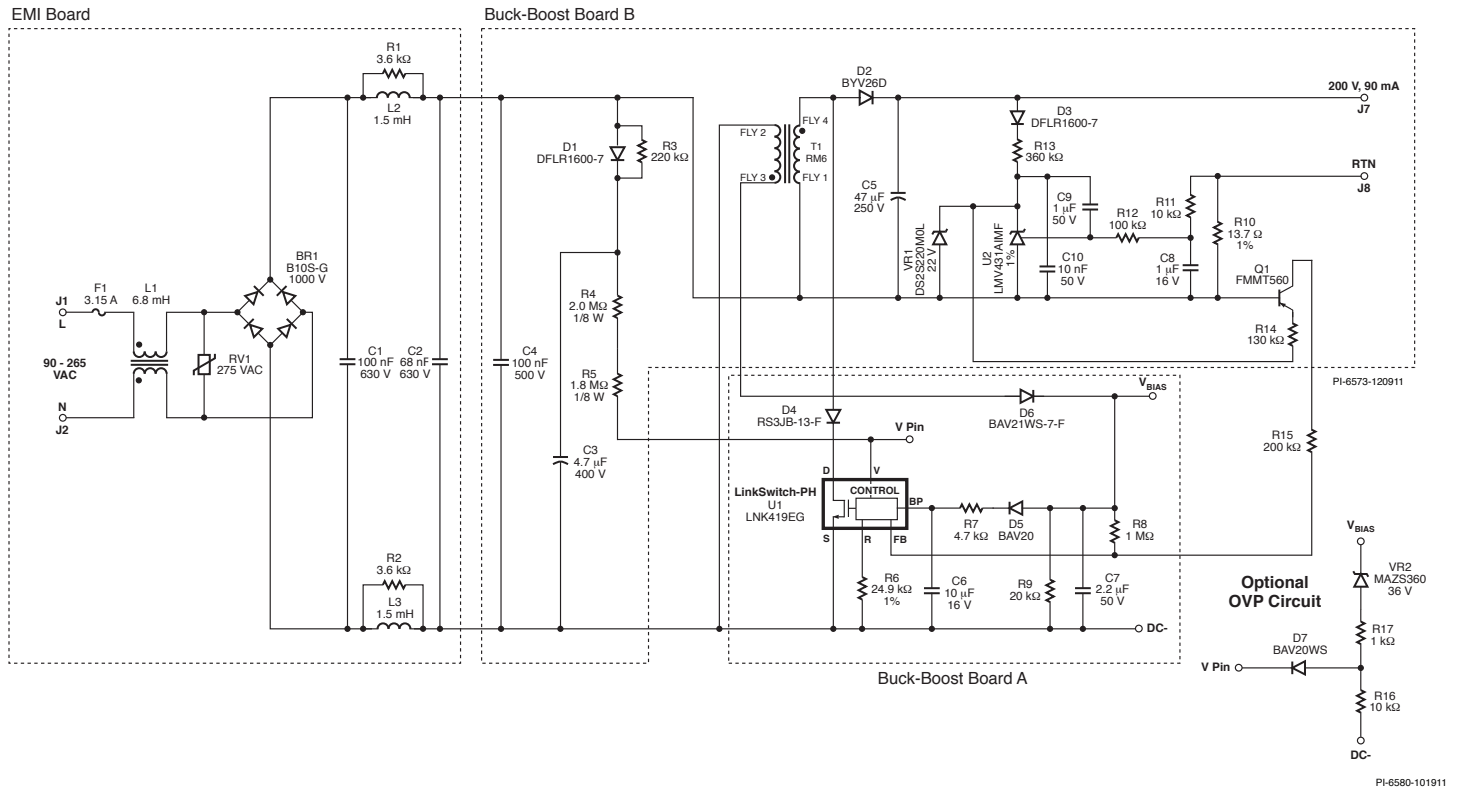 EMI Board
Buck-Boost Board B
R1
3.6 kΩ
L2
1.5 mH
D2
BYV26D
200 V, 90 mA
J7
D1
DFLR1600-7
R3
220 kΩ
FLY 2
FLY 4
T1
RM6
FLY 3
FLY 1
D3
DFLR1600-7
R13
360 kΩ
RTN
J8
C5
47 μF
250 V
VR1
DS2S220M0L
22 V
U2
LMV431AIMF
1%
C9
1 μF
50 V
R12
100 kΩ
R11
10 kΩ
R10
13.7 Ω
1%
C10
10 nF
50 V
C8
1 μF
16 V
Q1
FMMT560
R14
130 kΩ
BR1
B10S-G
1000 V
F1
3.15 A
L1
6.8 mH
J1
L
90 - 265
VAC
N
J2
RV1
275 VAC
C1
100 nF
630 V
C2
68 nF
630 V
C4
100 nF
500 V
R4
2.0 MΩ
1/8 W
R5
1.8 MΩ
1/8 W
C3
4.7 μF
400 V
PI-6573-120911
VBIAS
D4
RS3JB-13-F
D6
BAV21WS-7-F
V Pin
R15
200 kΩ
D
V
LinkSwitch-PH
U1
LNK419EG
CONTROL
BP
S
R
FB
R7
4.7 kΩ
D5
BAV20
R8
1 MΩ
R6
24.9 kΩ
1%
C6
10 μF
16 V
R9
20 kΩ
C7
2.2 μF
50 V
R2
3.6 kΩ
L3
1.5 mH
DC-
Buck-Boost Board A
Optional
OVP Circuit
VBIAS
VR2
MAZS360
36 V
R17
1 kΩ
D7
BAV20WS
V Pin
R16
10 kΩ
DC-
PI-6580-101911